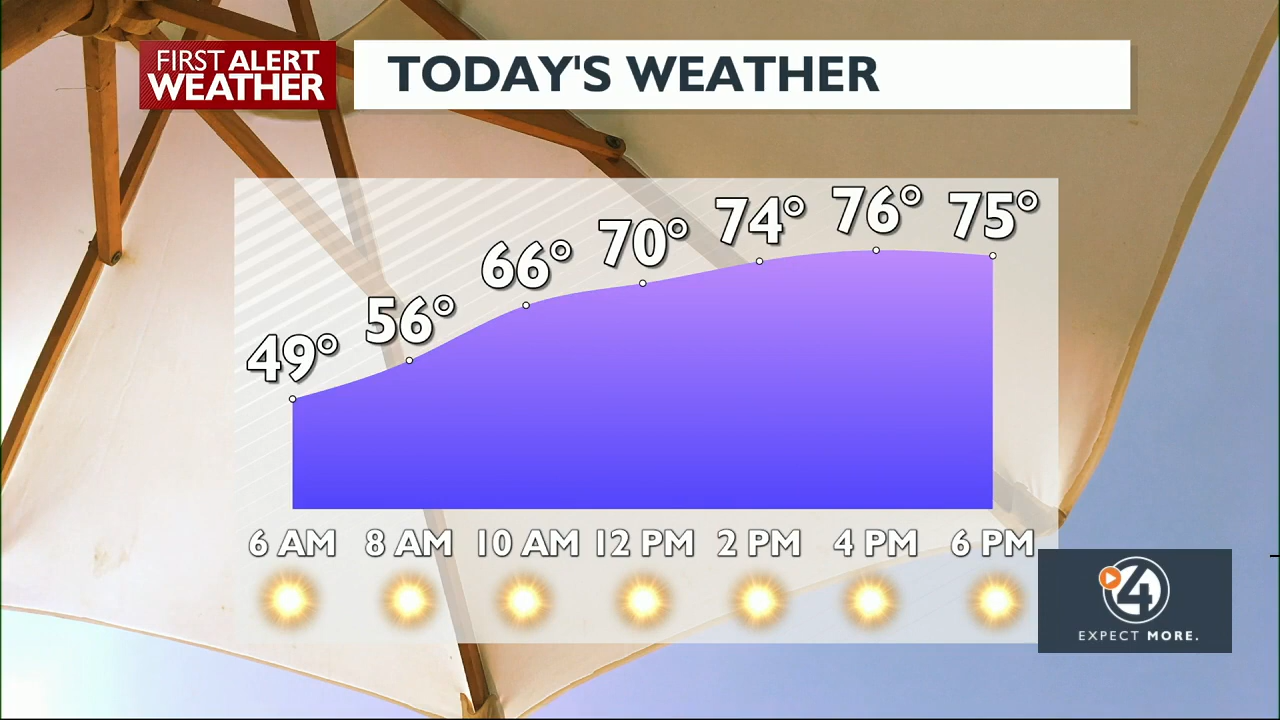 FIRST ALERT
WEATHER
TODAY'S WEATHER
49° 56° 66° 70° 74° 76° 75°
6 AM 8 AM 10 AM 12 PM 2 PM 4 PM 6 PM
4
EXPECT MORE.